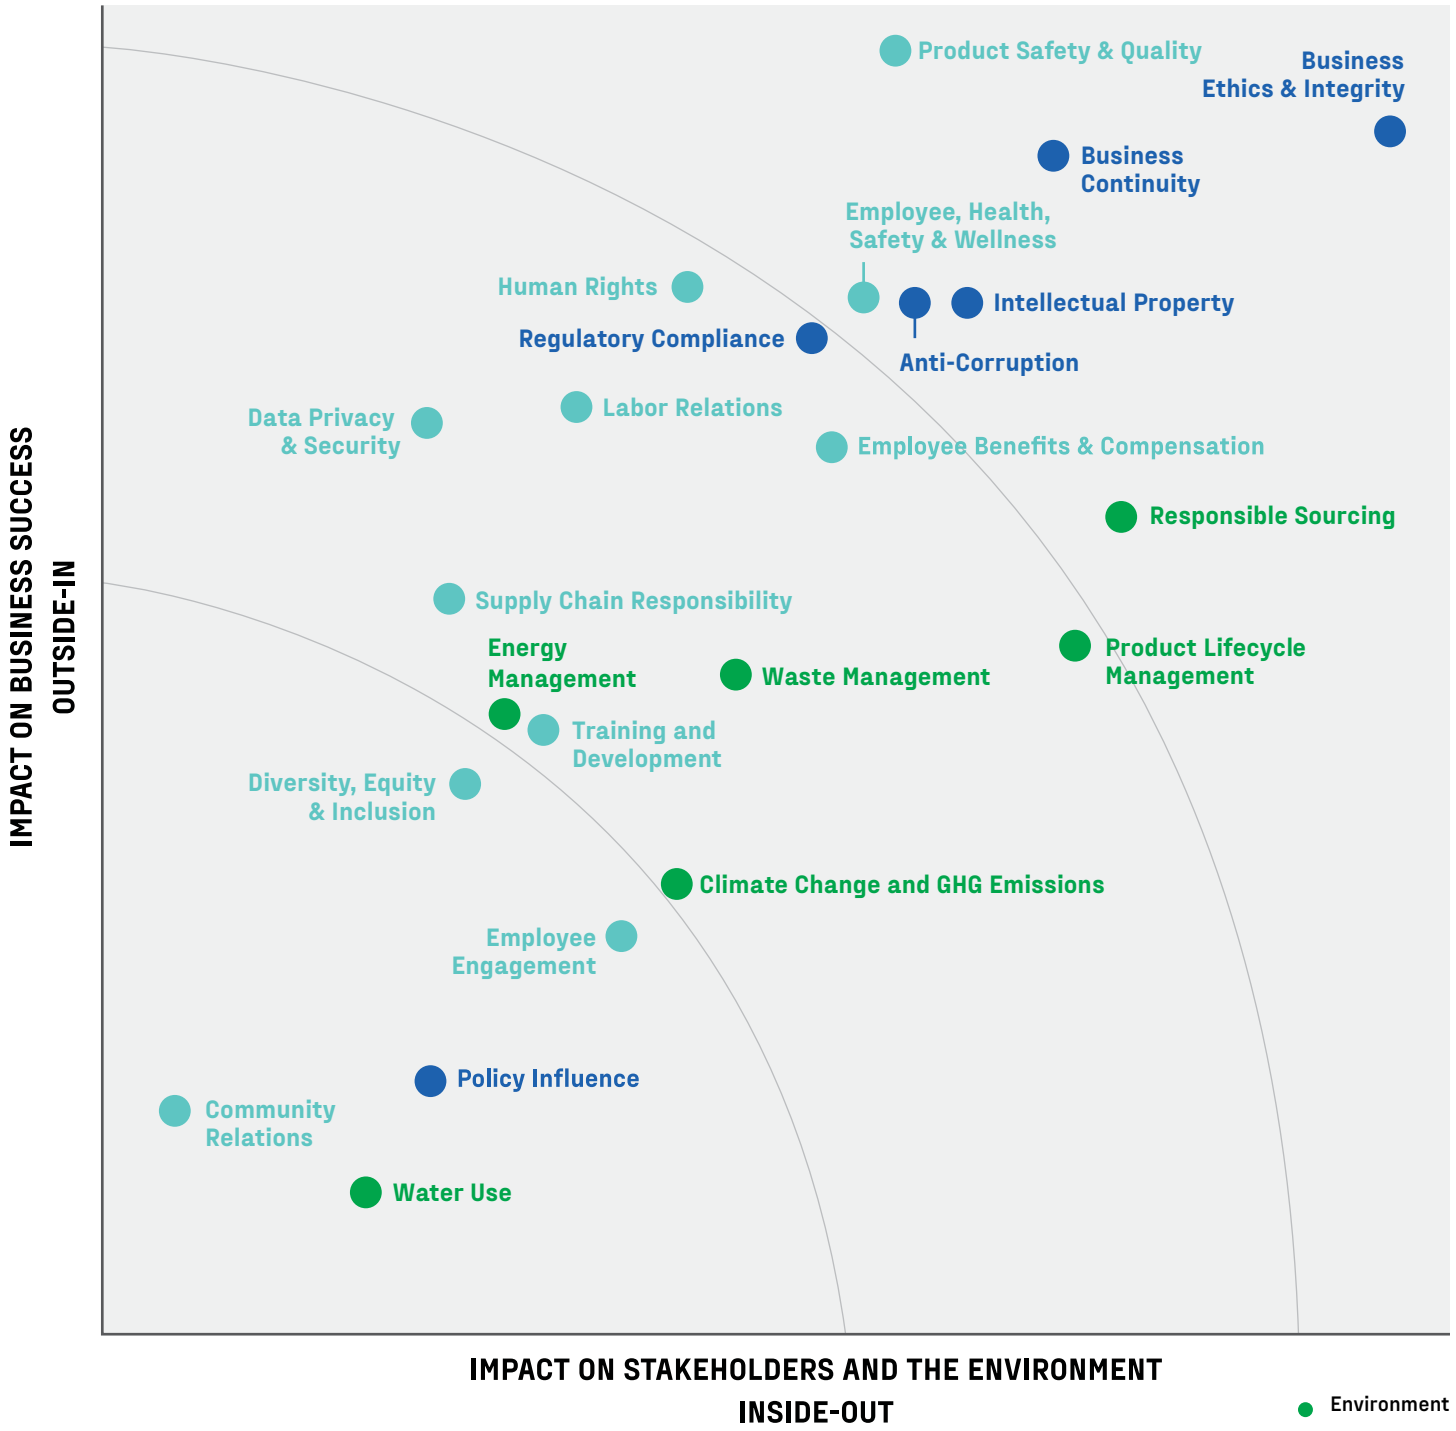 Product Safety & Quality
Business
Ethics & Integrity
Business
Continuity
Employee, Health,
Safety & Wellness
Human Rights
Intellectual Property
Regulatory Compliance
Anti-Corruption
Labor Relations
Data Privacy
& Security
Employee Benefits & Compensation
Responsible Sourcing
Supply Chain Responsibility
Energy
Management
Product Lifecycle
Management
Waste Management
Training and
Development
Diversity, Equity
& Inclusion
Climate Change and GHG Emissions
Employee
Engagement
Policy Influence
Community
Relations
Water Use
IMPACT ON BUSINESS SUCCESS
OUTSIDE-IN
IMPACT ON STAKEHOLDERS AND THE ENVIRONMENT
INSIDE-OUT
Environment